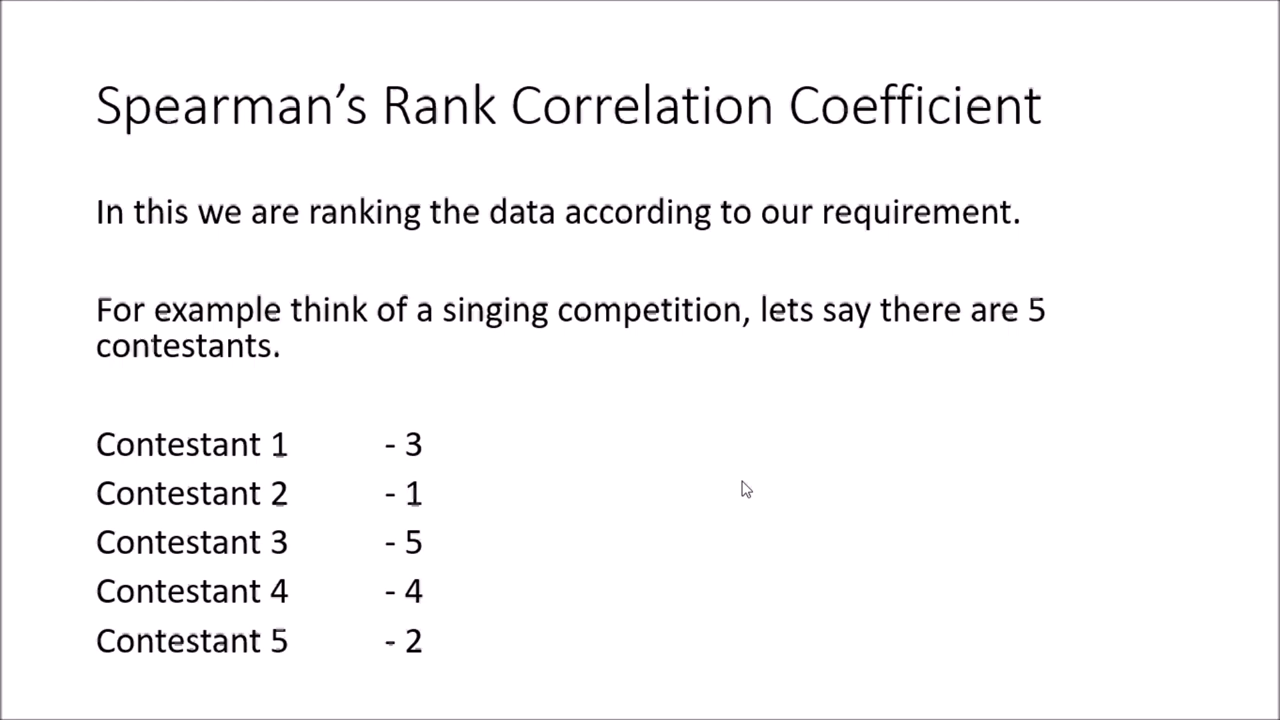 Spearman’s Rank Correlation Coefficient
In this we are ranking the data according to our requirement.
For example think of a singing competition, lets say there are 5
contestants.
Contestant 1 - 3
Contestant 2 - 1
Contestant 3 - 5
Contestant 4 - 4
Contestant 5 - 2